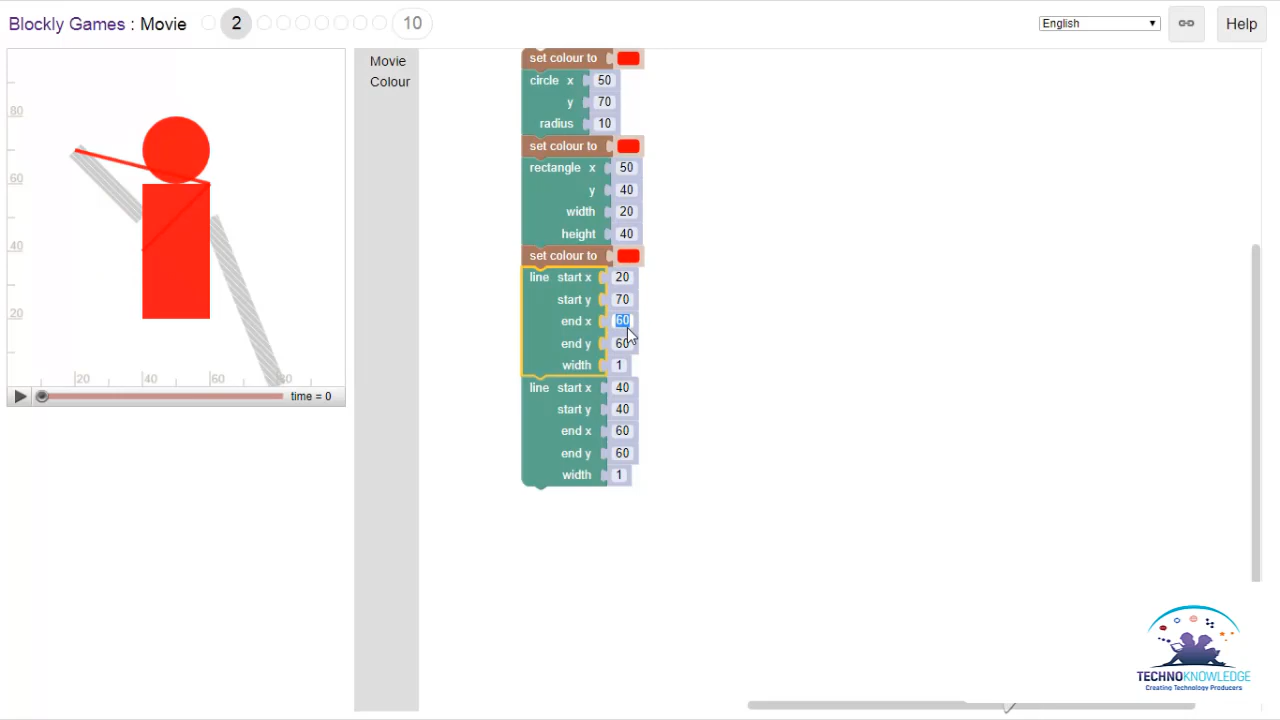 Blockly Games : Movie 2 10 English Help
Movie
Colour
80
60
40
20
20 40 60 80
time = 0
set colour to
circle x 50
y 70
radius 10
set colour to
rectangle x 50
y 40
width 20
height 40
set colour to
line start x 20
start y 70
end x 60
end y 60
width 1
line start x 40
start y 40
end x 60
end y 60
width 1
TECHNOKNOWLEDGE
Creating Technology Producers